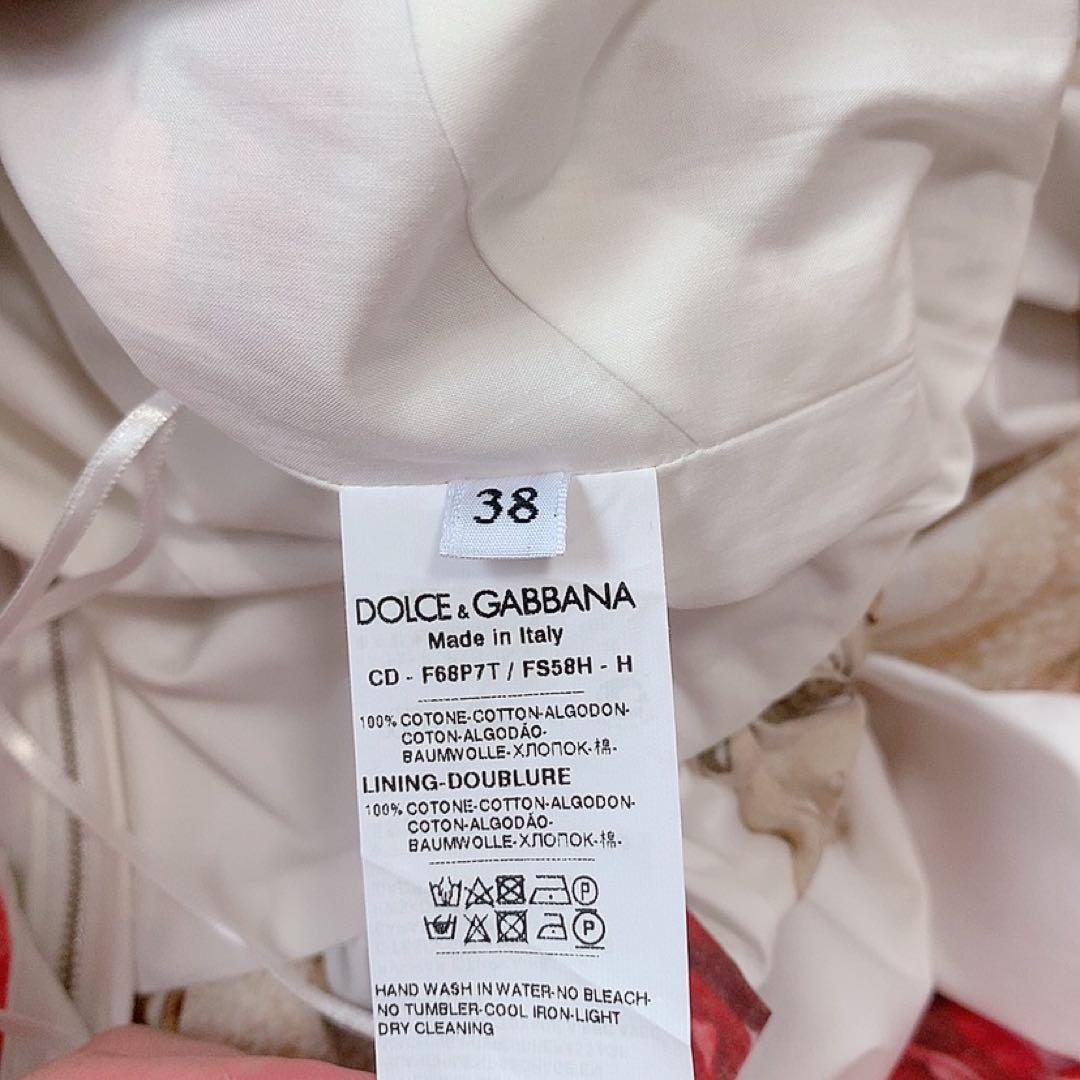 38
DOLCE & GABBANA
Made in Italy
CD - F68P7T / FS58H - H
100% COTONE-COTTON-ALGODON-
COTON-ALGODÃO-
BAUMWOLLE-ХЛОПОК-棉-
LINING-DOUBLURE
100% COTONE-COTTON-ALGODON-
COTON-ALGODÃO-
BAUMWOLLE-ХЛОПОК-棉-
P
P
HAND WASH IN WATER-NO BLEACH-
NO TUMBLER-COOL IRON-LIGHT
DRY CLEANING